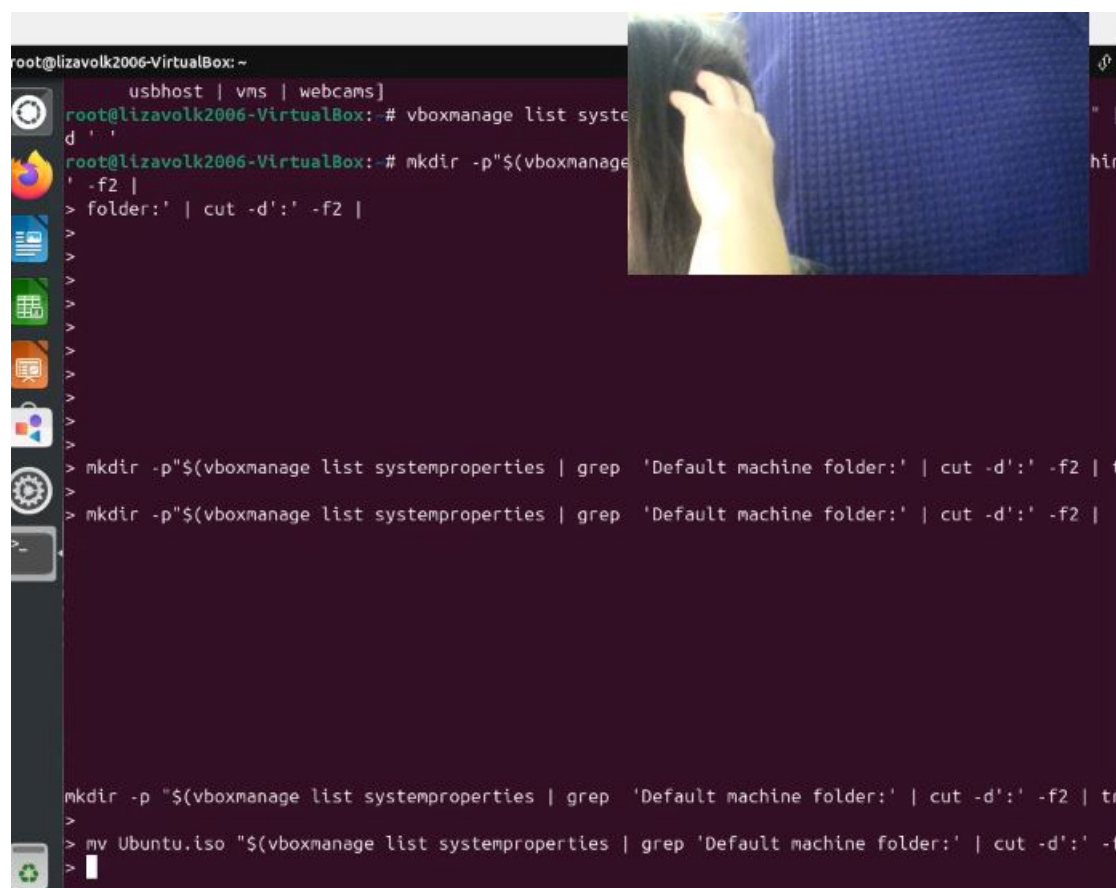 root@lizavolk2006-VirtualBox: ~
usbhost | vms | webcams]
root@lizavolk2006-VirtualBox:~# vboxmanage list syste "
d ' '
root@lizavolk2006-VirtualBox:~# mkdir -p"$(vboxmanage hin
' -f2 |
> folder:' | cut -d':' -f2 |
>
>
>
>
>
>
>
>
>
>
> mkdir -p"$(vboxmanage list systemproperties | grep  'Default machine folder:' | cut -d':' -f2 | t
>
> mkdir -p"$(vboxmanage list systemproperties | grep  'Default machine folder:' | cut -d':' -f2 |
mkdir -p "$(vboxmanage list systemproperties | grep  'Default machine folder:' | cut -d':' -f2 | tr
>
> mv Ubuntu.iso "$(vboxmanage list systemproperties | grep 'Default machine folder:' | cut -d':' -f
>